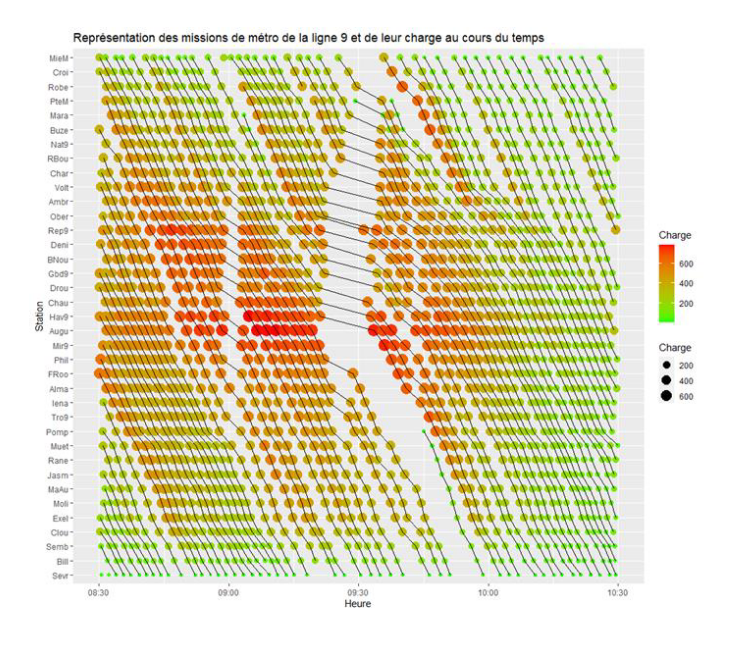 Représentation des missions de métro de la ligne 9 et de leur charge au cours du temps
MieM
Croi
Robe
PteM
Mara
Buze
Nat9
RBou
Char
Volt
Ambr
Ober
Rep9
Deni
BNou
Gbd9
Drou
Chau
Hav9
Augu
Mir9
Phil
FRoo
Alma
Iena
Tro9
Pomp
Muet
Rane
Jasm
MaAu
Moli
Exel
Clou
Semb
Bill
Sevr
Station
08:30
09:00
09:30
10:00
10:30
Heure
Charge
600
400
200
Charge
200
400
600